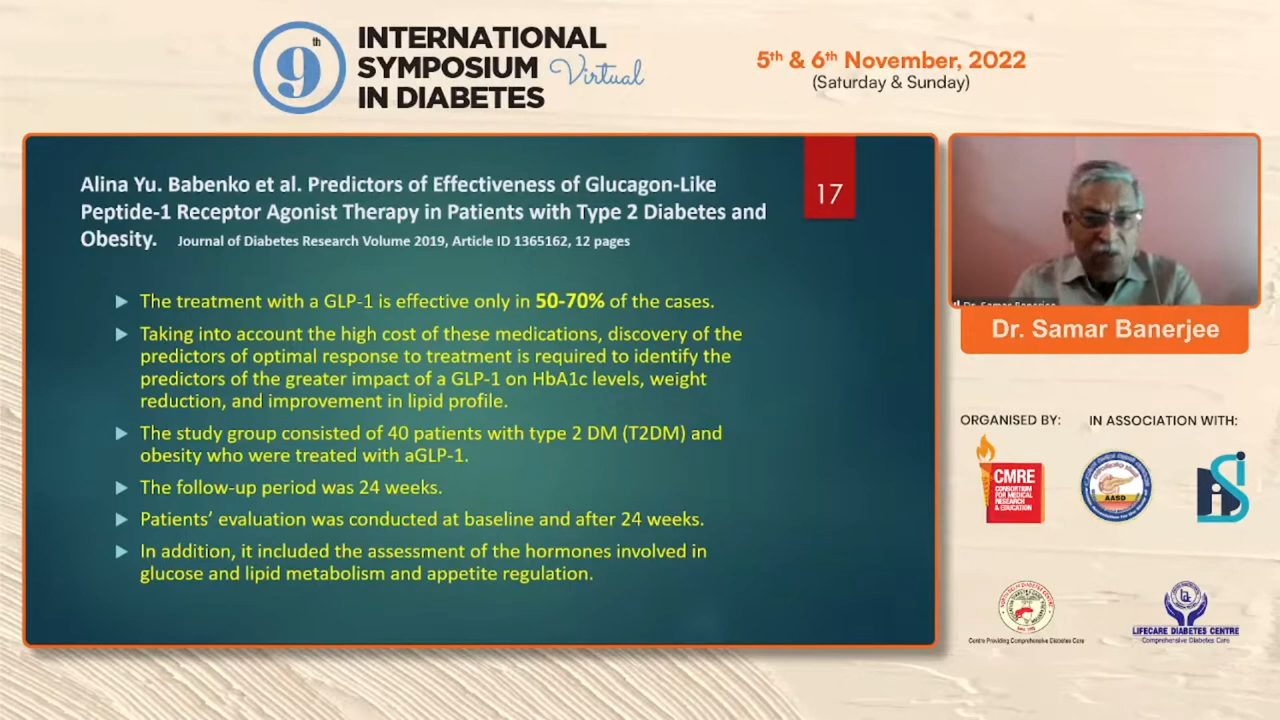 9th
INTERNATIONAL
SYMPOSIUM Virtual
IN DIABETES
5th & 6th November, 2022
(Saturday & Sunday)
Alina Yu. Babenko et al. Predictors of Effectiveness of Glucagon-Like
Peptide-1 Receptor Agonist Therapy in Patients with Type 2 Diabetes and
Obesity. Journal of Diabetes Research Volume 2019, Article ID 1365162, 12 pages
17
▶ The treatment with a GLP-1 is effective only in 50-70% of the cases.
▶ Taking into account the high cost of these medications, discovery of the
predictors of optimal response to treatment is required to identify the
predictors of the greater impact of a GLP-1 on HbA1c levels, weight
reduction, and improvement in lipid profile.
▶ The study group consisted of 40 patients with type 2 DM (T2DM) and
obesity who were treated with aGLP-1.
▶ The follow-up period was 24 weeks.
▶ Patients’ evaluation was conducted at baseline and after 24 weeks.
▶ In addition, it included the assessment of the hormones involved in
glucose and lipid metabolism and appetite regulation.
Dr. Samar Banerjee
Dr. Samar Banerjee
ORGANISED BY:
IN ASSOCIATION WITH:
CMRE
CONSORTIUM
FOR MEDICAL
RESEARCH
& EDUCATION
AASD
Centre Providing Comprehensive Diabetes Care
LIFECARE DIABETES CENTRE
Comprehensive Diabetes Care